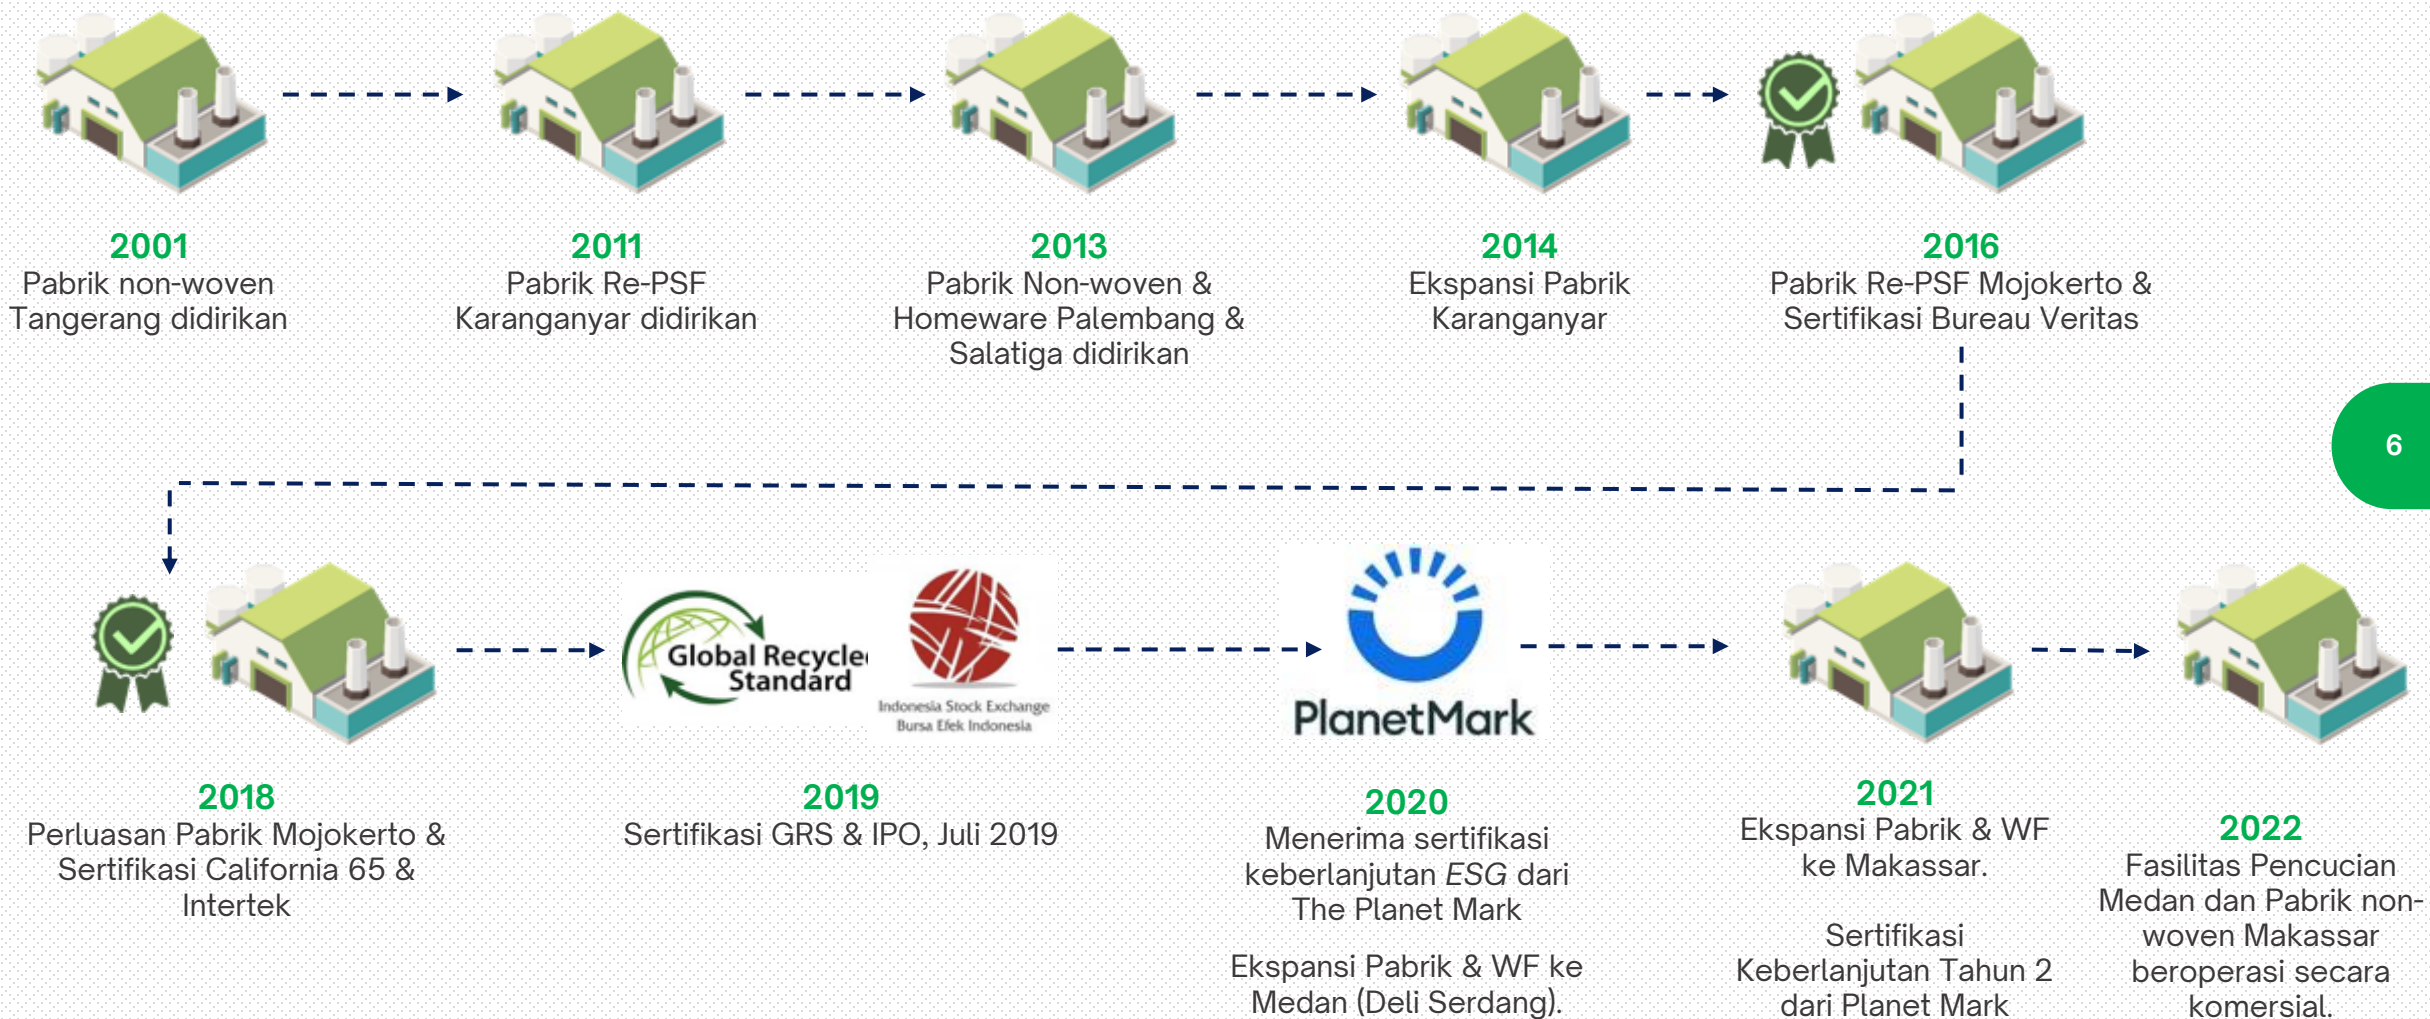 2001
Pabrik non-woven
Tangerang didirikan
2011
Pabrik Re-PSF
Karanganyar didirikan
2013
Pabrik Non-woven &
Homeware Palembang &
Salatiga didirikan
2014
Ekspansi Pabrik
Karanganyar
2016
Pabrik Re-PSF Mojokerto &
Sertifikasi Bureau Veritas
6
2018
Perluasan Pabrik Mojokerto &
Sertifikasi California 65 &
Intertek
Global Recycle
Standard
Indonesia Stock Exchange
Bursa Efek Indonesia
2019
Sertifikasi GRS & IPO, Juli 2019
PlanetMark
2020
Menerima sertifikasi
keberlanjutan ESG dari
The Planet Mark
Ekspansi Pabrik & WF ke
Medan (Deli Serdang).
2021
Ekspansi Pabrik & WF
ke Makassar.
Sertifikasi
Keberlanjutan Tahun 2
dari Planet Mark
2022
Fasilitas Pencucian
Medan dan Pabrik non-
woven Makassar
beroperasi secara
komersial.